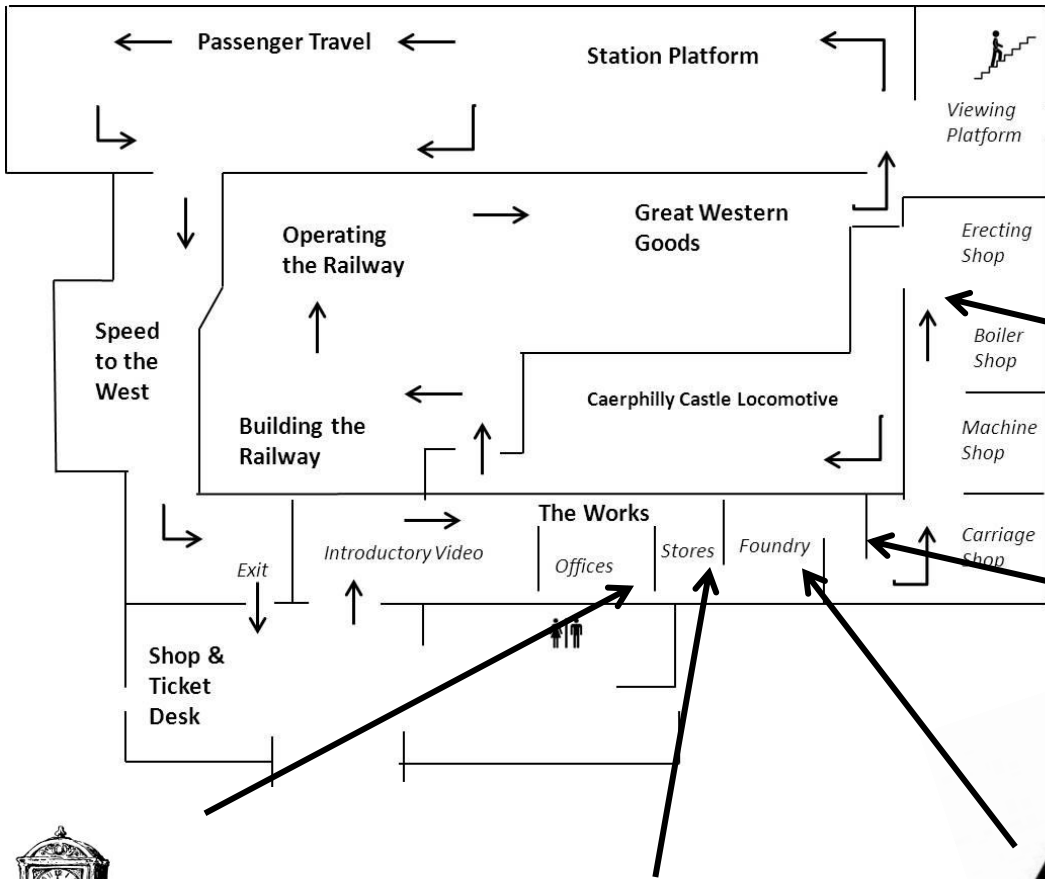 Passenger Travel
Station Platform
Viewing
Platform
Great Western
Goods
Operating
the Railway
Erecting
Shop
Speed
to the
West
Boiler
Shop
Caerphilly Castle Locomotive
Building the
Railway
Machine
Shop
The Works
Introductory Video
Offices
Stores
Foundry
Carriage
Shop
Exit
Shop &
Ticket
Desk